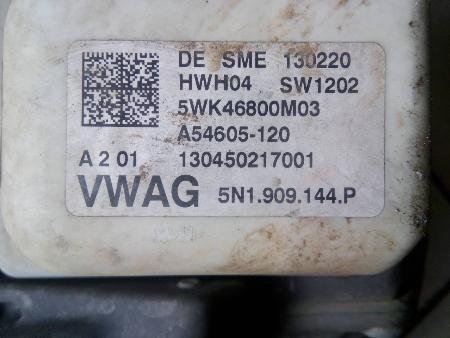 DE SME 130220
HWH04 SW1202
5WK46800M03
A54605-120
A 2 01 130450217001
VWAG 5N1.909.144.P